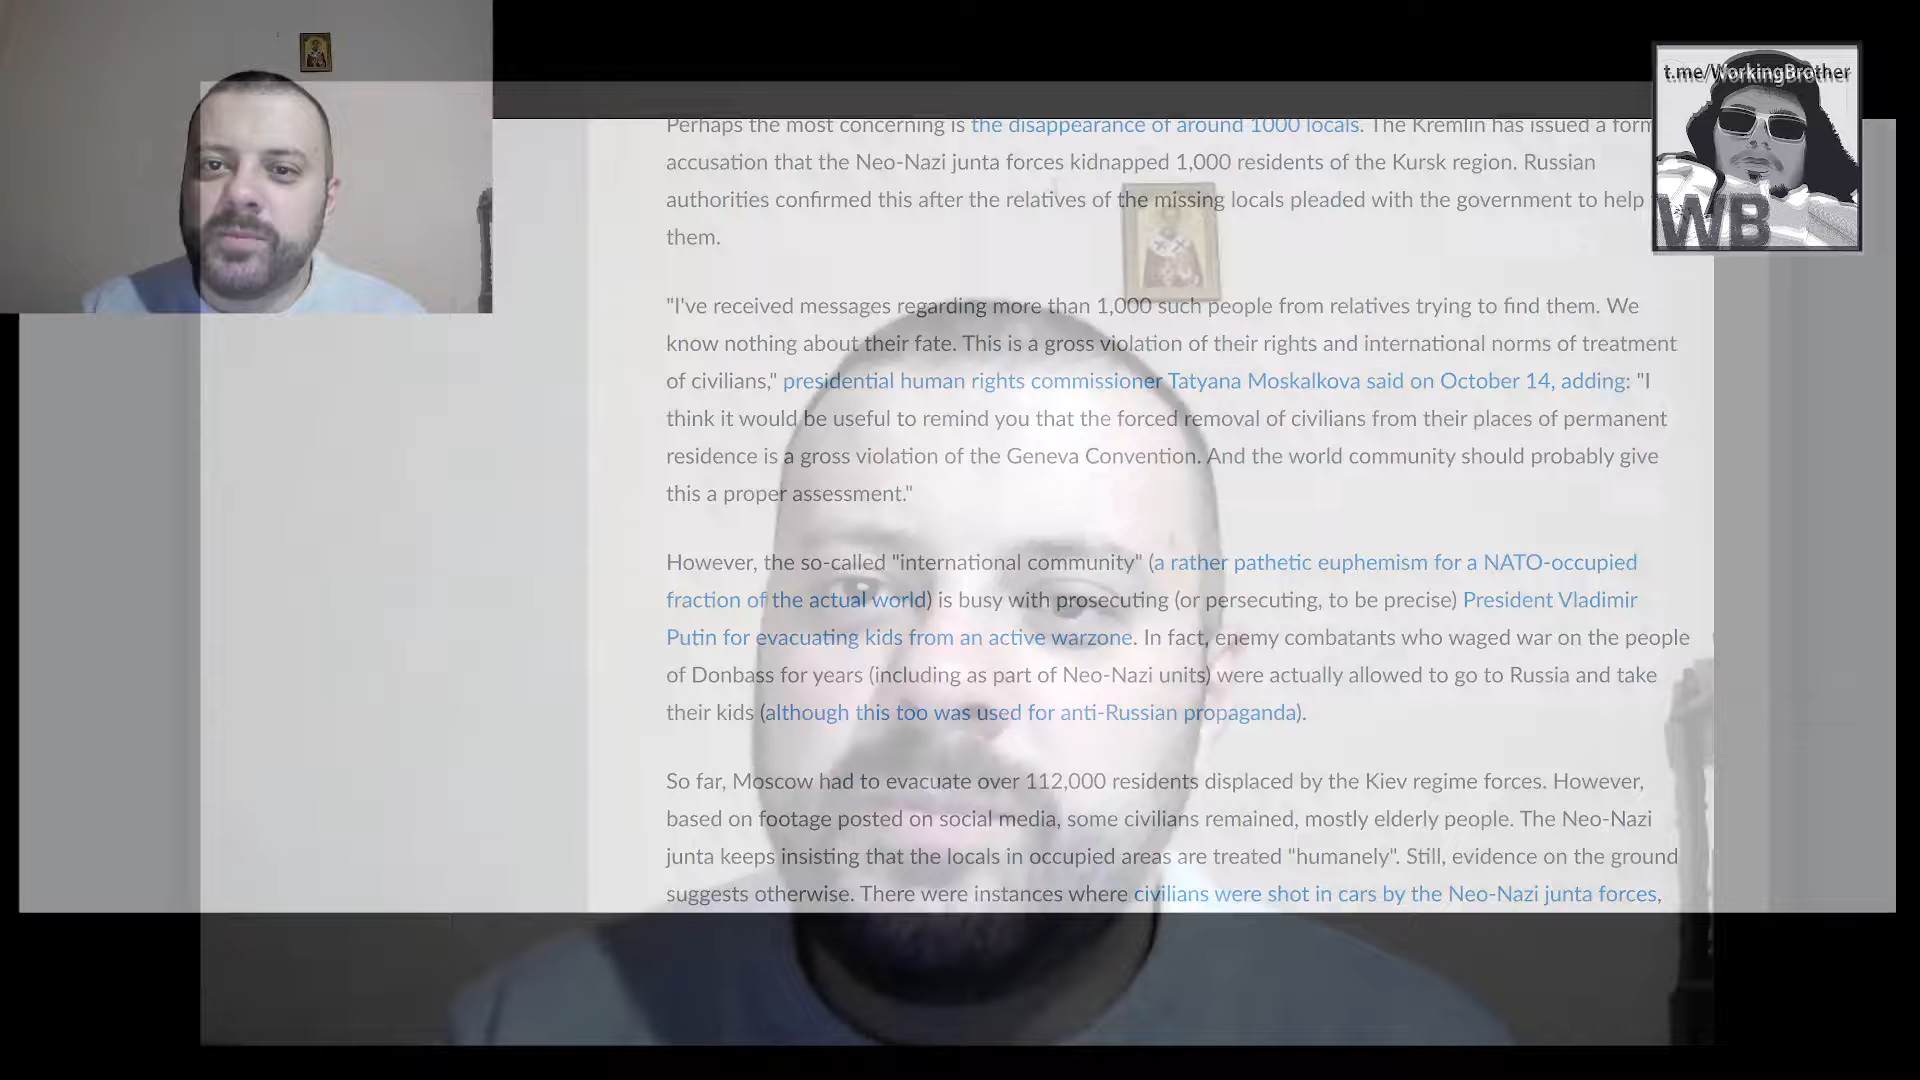 t.me/WorkingBrother
WB
Perhaps the most concerning is the disappearance of around 1000 locals. The Kremlin has issued a form
accusation that the Neo-Nazi junta forces kidnapped 1,000 residents of the Kursk region. Russian
authorities confirmed this after the relatives of the missing locals pleaded with the government to help
them.
"I've received messages regarding more than 1,000 such people from relatives trying to find them. We
know nothing about their fate. This is a gross violation of their rights and international norms of treatment
of civilians," presidential human rights commissioner Tatyana Moskalkova said on October 14, adding: "I
think it would be useful to remind you that the forced removal of civilians from their places of permanent
residence is a gross violation of the Geneva Convention. And the world community should probably give
this a proper assessment."
However, the so-called "international community" (a rather pathetic euphemism for a NATO-occupied
fraction of the actual world) is busy with prosecuting (or persecuting, to be precise) President Vladimir
Putin for evacuating kids from an active warzone. In fact, enemy combatants who waged war on the people
of Donbass for years (including as part of Neo-Nazi units) were actually allowed to go to Russia and take
their kids (although this too was used for anti-Russian propaganda).
So far, Moscow had to evacuate over 112,000 residents displaced by the Kiev regime forces. However,
based on footage posted on social media, some civilians remained, mostly elderly people. The Neo-Nazi
junta keeps insisting that the locals in occupied areas are treated "humanely". Still, evidence on the ground
suggests otherwise. There were instances where civilians were shot in cars by the Neo-Nazi junta forces,